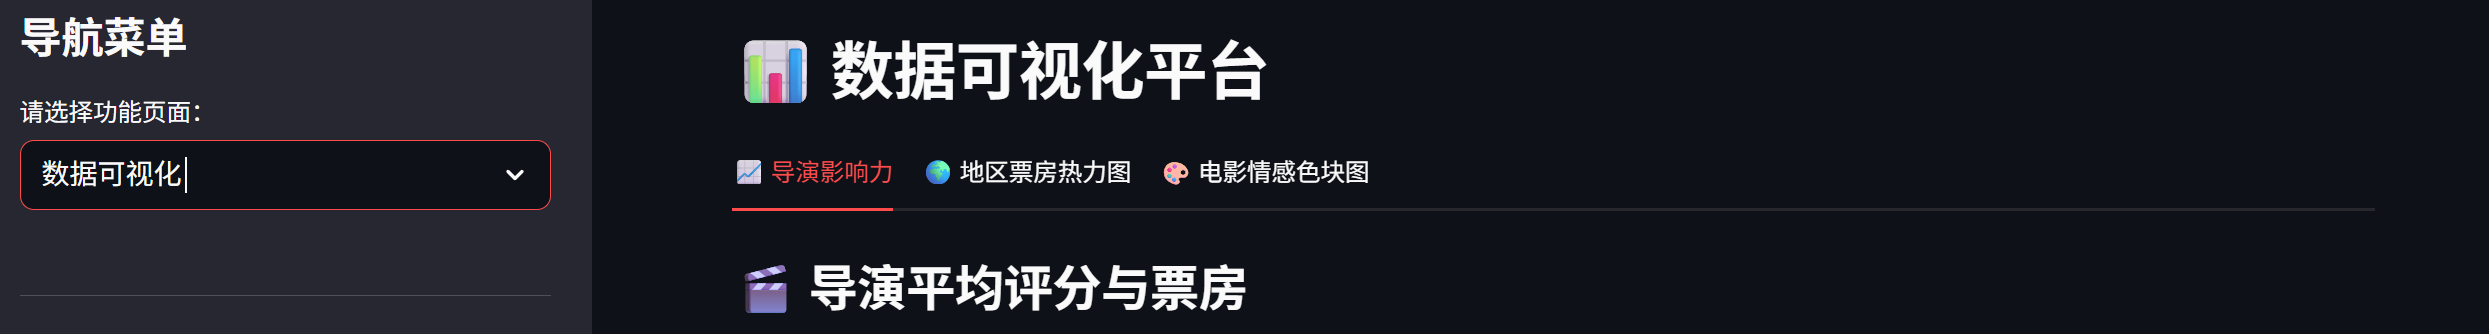 导航菜单
请选择功能页面：
数据可视化
数据可视化平台
导演影响力 地区票房热力图 电影情感色块图
导演平均评分与票房